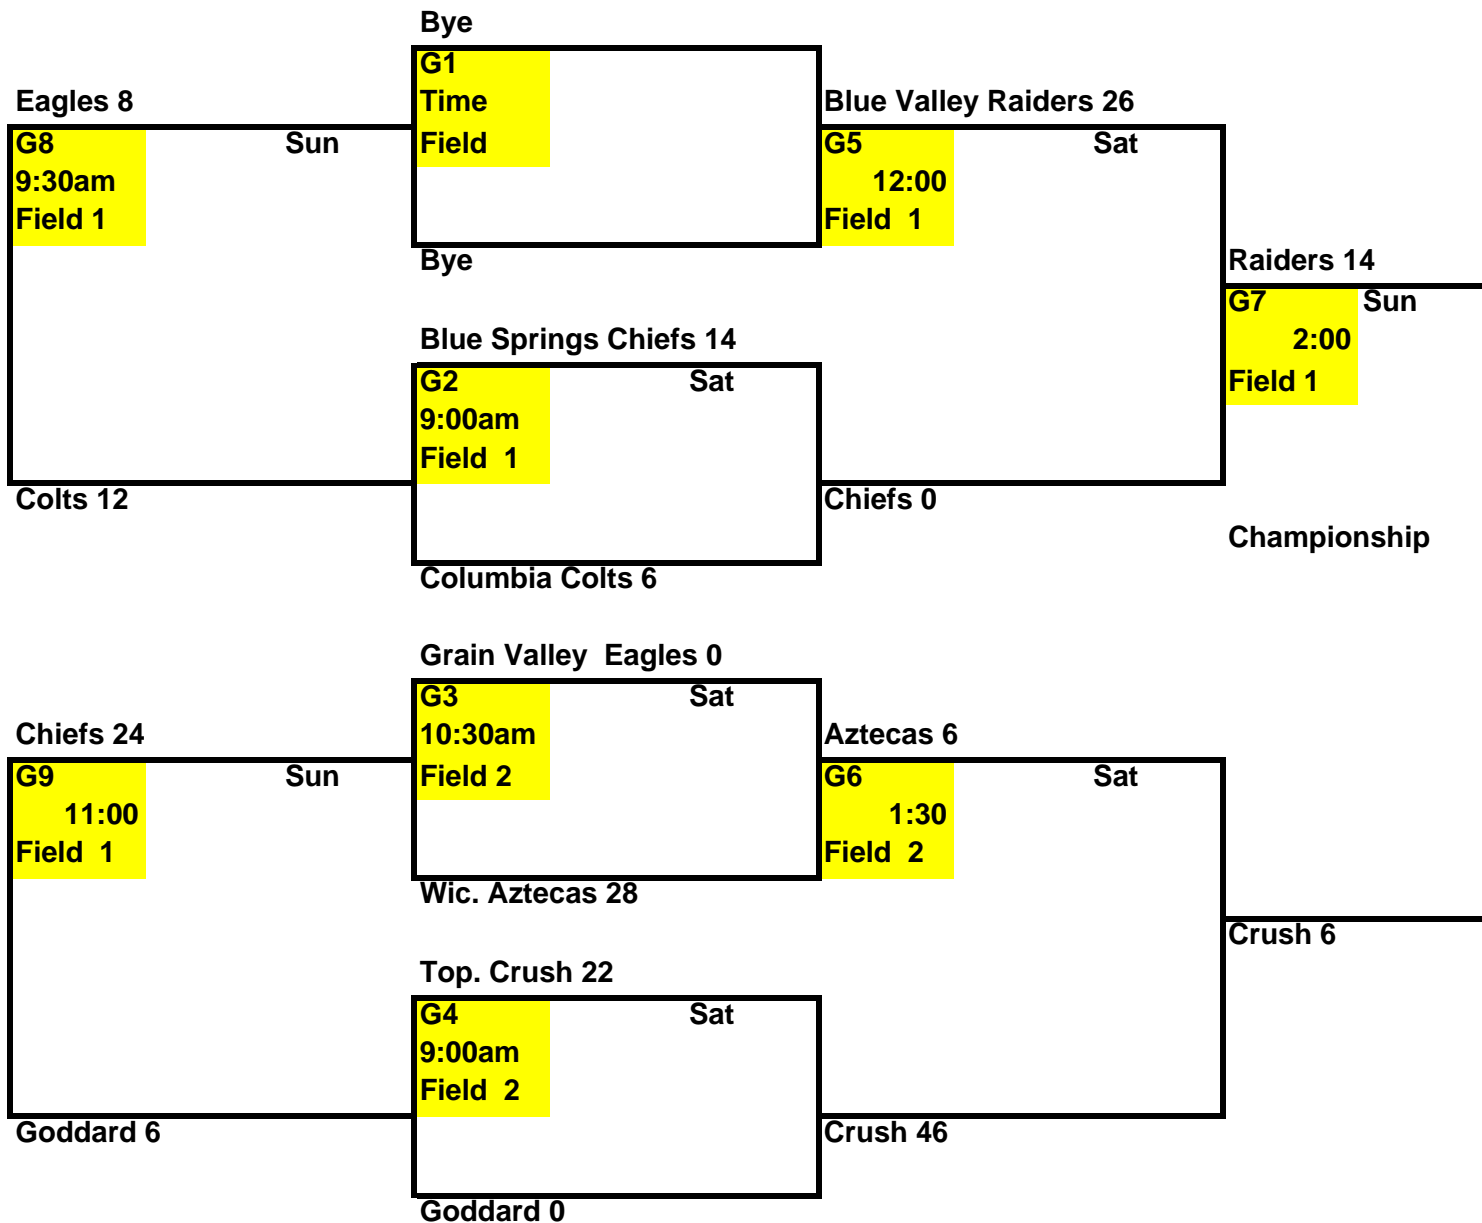 Bye
G1
Eagles 8 Time Blue Valley Raiders 26
G8 Sun Field G5 Sat
9:30am 12:00
Field 1 Field 1
Bye Raiders 14
G7 Sun
Blue Springs Chiefs 14 2:00
G2 Sat Field 1
9:00am
Field 1
Colts 12 Chiefs 0
Championship
Columbia Colts 6
Grain Valley Eagles 0
G3 Sat
Chiefs 24 10:30am Aztecas 6
G9 Sun Field 2 G6 Sat
11:00 1:30
Field 1 Field 2
Wic. Aztecas 28
Crush 6
Top. Crush 22
G4 Sat
9:00am
Field 2
Goddard 6 Crush 46
Goddard 0